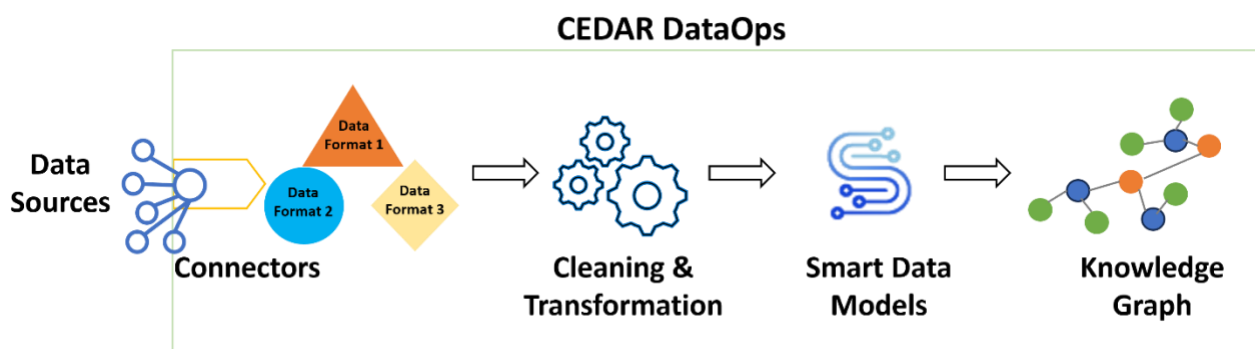 CEDAR DataOps
Data
Sources
Data
Format 1
Data
Format 2
Data
Format 3
Connectors
Cleaning &
Transformation
Smart Data
Models
Knowledge
Graph